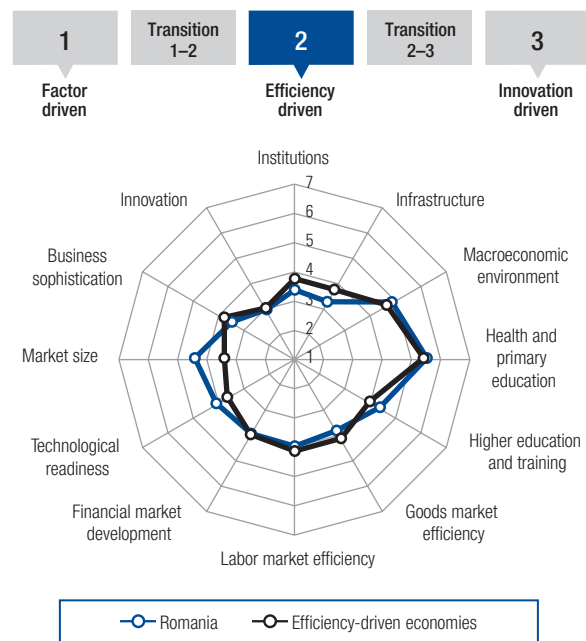 1
Transition
1–2
2
Transition
2–3
3
Factor
driven
Efficiency
driven
Innovation
driven
Institutions
7
6
5
4
3
2
1
Infrastructure
Macroeconomic
environment
Health and
primary
education
Higher education
and training
Goods market
efficiency
Labor market efficiency
Financial market
development
Technological
readiness
Market size
Business
sophistication
Innovation
Romania
Efficiency-driven economies